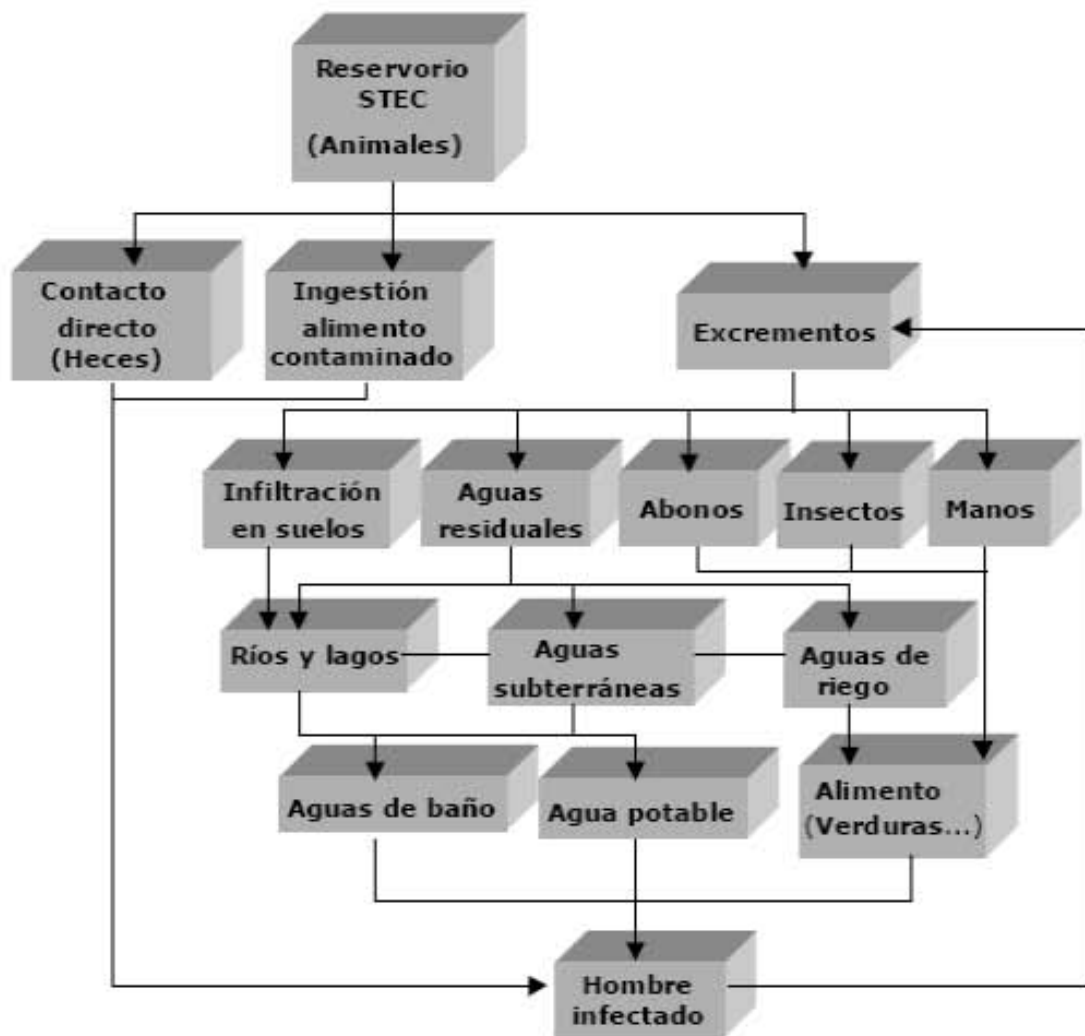 Reservorio
STEC
(Animales)
Contacto
directo
(Heces)
Ingestión
alimento
contaminado
Excrementos
Infiltración
en suelos
Aguas
residuales
Abonos
Insectos
Manos
Ríos y lagos
Aguas
subterráneas
Aguas de
riego
Aguas de baño
Agua potable
Alimento
(Verduras...)
Hombre
infectado